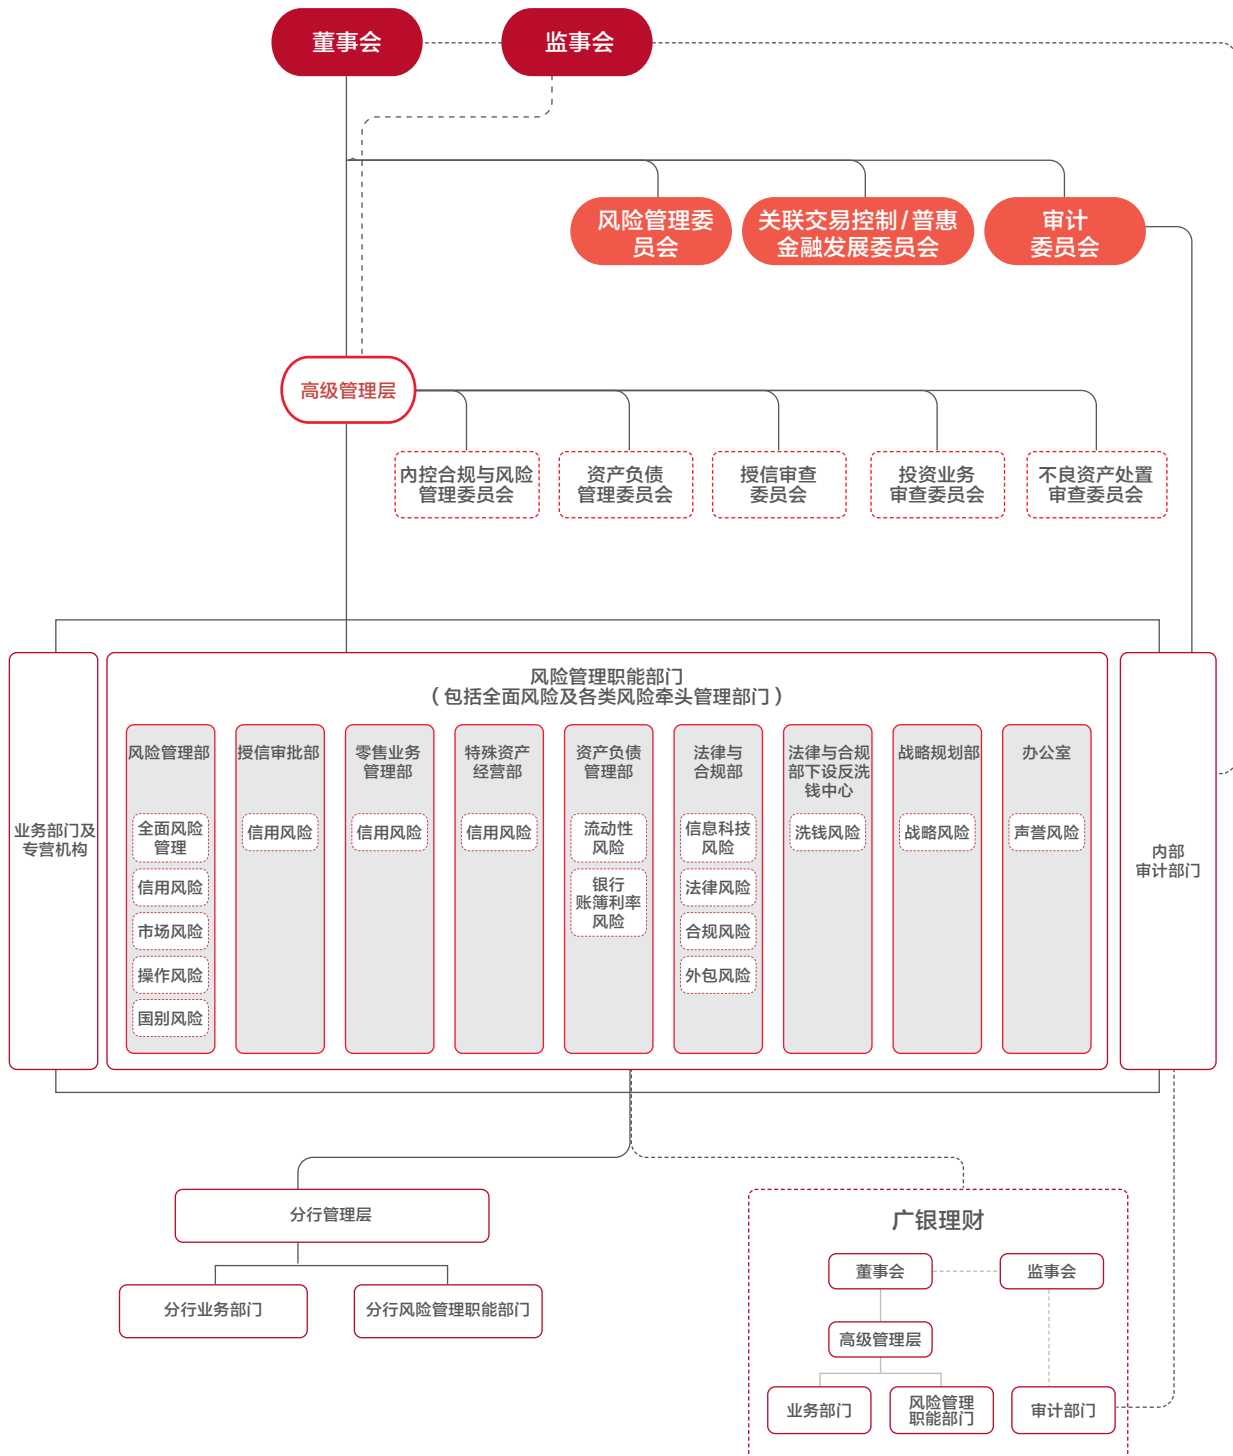 董事会
监事会
风险管理委
员会
关联交易控制/普惠
金融发展委员会
审计
委员会
高级管理层
内控合规与风险
管理委员会
资产负债
管理委员会
授信审查
委员会
投资业务
审查委员会
不良资产处置
审查委员会
业务部门及
专营机构
风险管理职能部门
（包括全面风险及各类风险牵头管理部门）
风险管理部
全面风险
管理
信用风险
市场风险
操作风险
国别风险
授信审批部
信用风险
零售业务
管理部
信用风险
特殊资产
经营部
信用风险
资产负债
管理部
流动性
风险
银行
账簿利率
风险
法律与
合规部
信息科技
风险
法律风险
合规风险
外包风险
法律与合规
部下设反洗
钱中心
洗钱风险
战略规划部
战略风险
办公室
声誉风险
内部
审计部门
分行管理层
分行业务部门
分行风险管理职能部门
广银理财
董事会
监事会
高级管理层
业务部门
风险管理
职能部门
审计部门